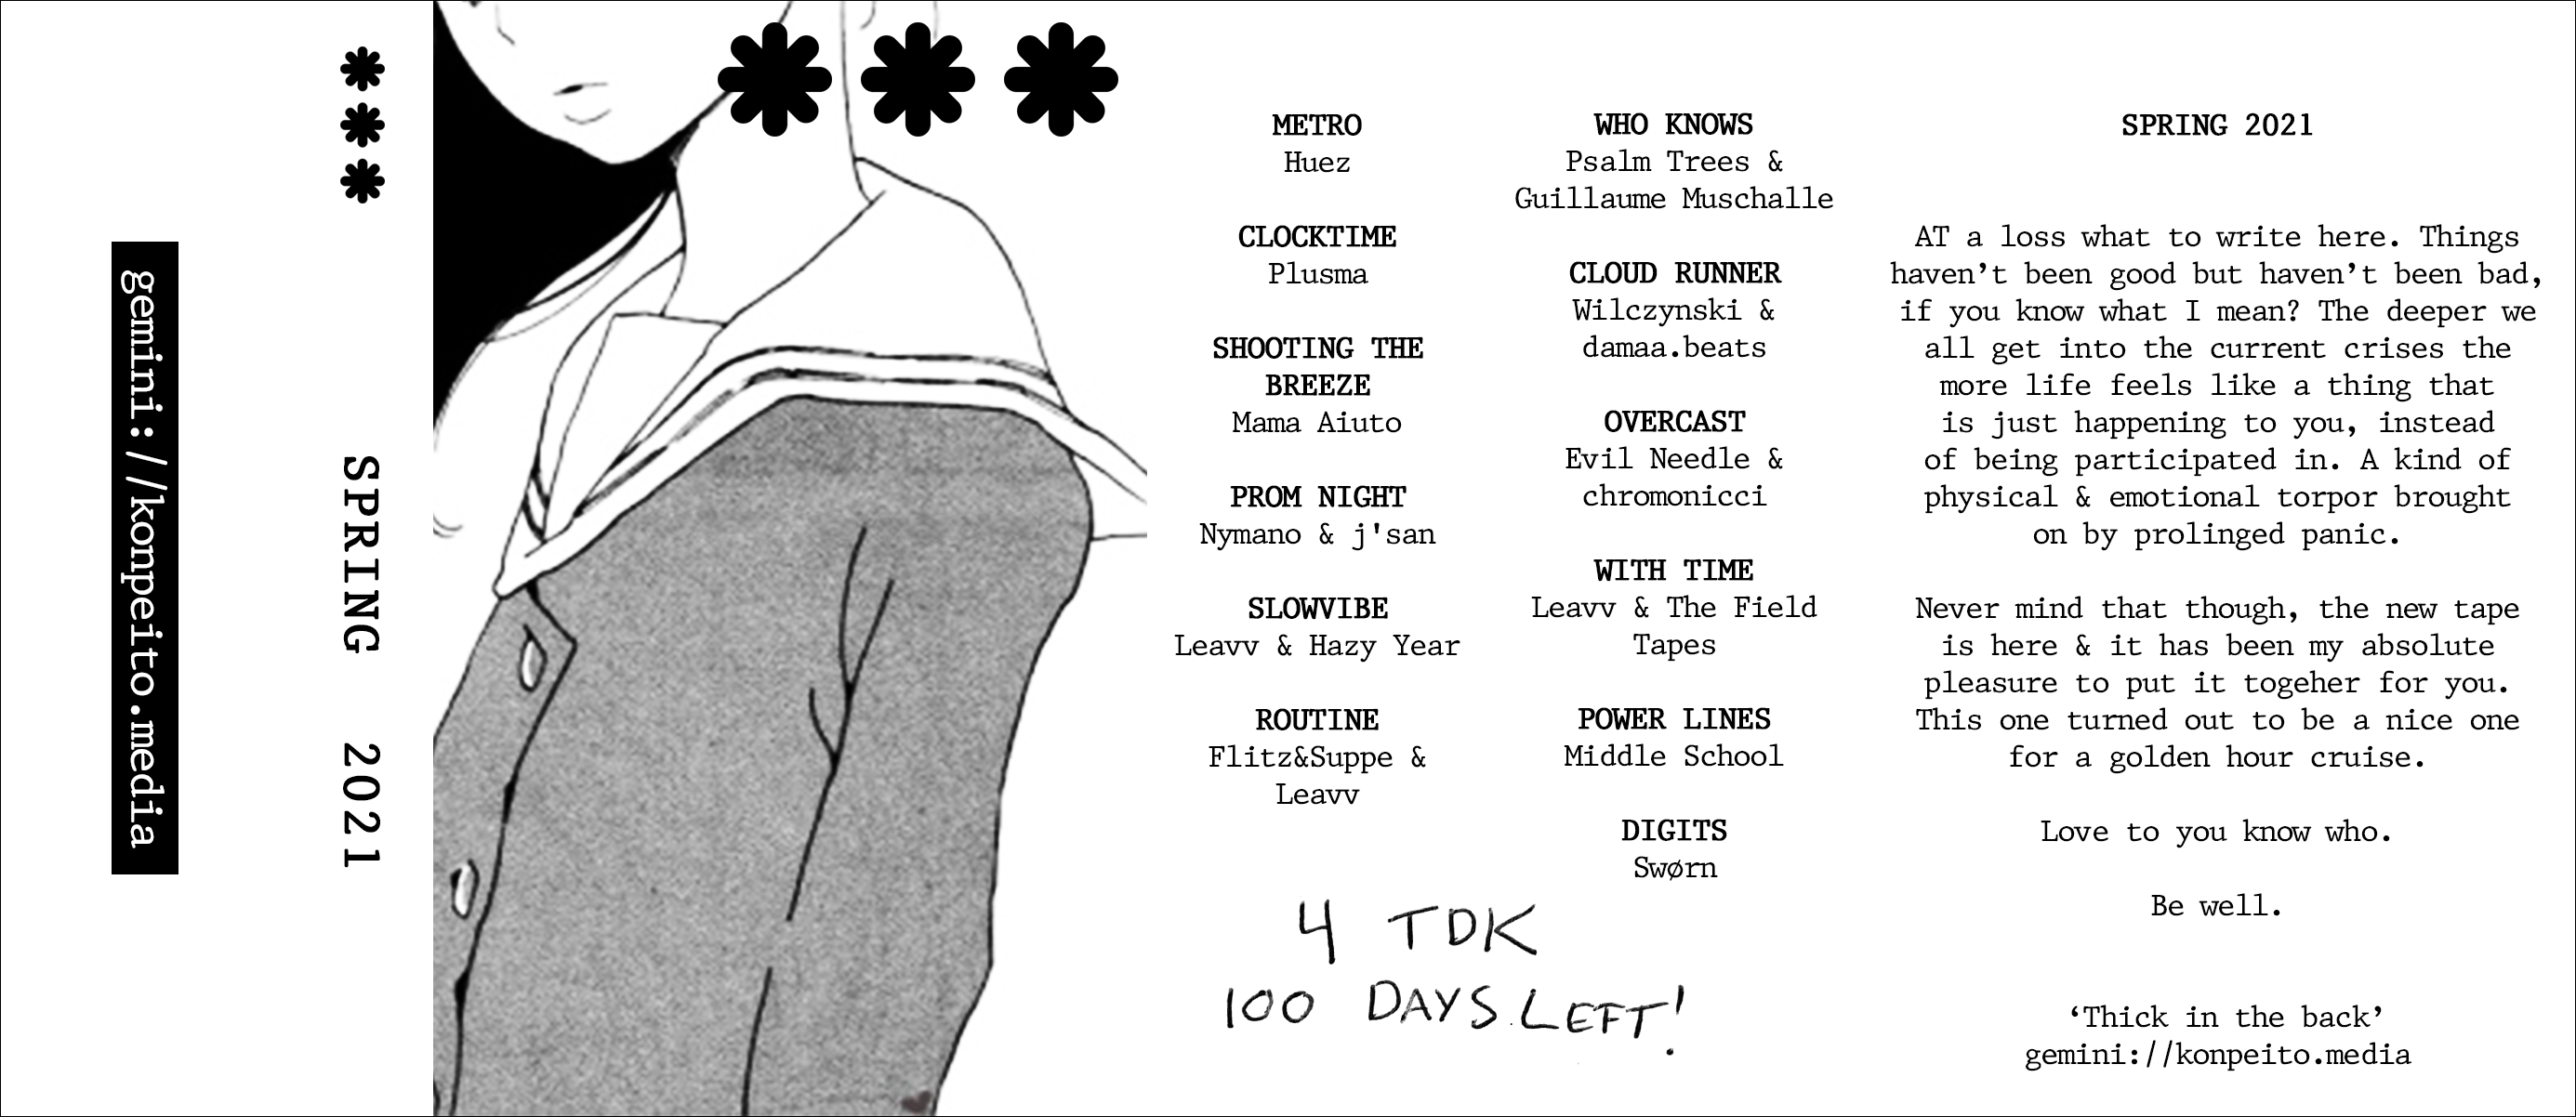 gemini://konpeito.media
***
SPRING 2021
***
METRO
Huez
CLOCKTIME
Plusma
SHOOTING THE
BREEZE
Mama Aiuto
PROM NIGHT
Nymano & j'san
SLOWVIBE
Leavv & Hazy Year
ROUTINE
Flitz&Suppe &
Leavv
WHO KNOWS
Psalm Trees &
Guillaume Muschalle
CLOUD RUNNER
Wilczynski &
damaa.beats
OVERCAST
Evil Needle &
chromonicci
WITH TIME
Leavv & The Field
Tapes
POWER LINES
Middle School
DIGITS
Swørn
4 TDK
100 DAYS LEFT!
SPRING 2021
AT a loss what to write here. Things
haven’t been good but haven’t been bad,
if you know what I mean? The deeper we
all get into the current crises the
more life feels like a thing that
is just happening to you, instead
of being participated in. A kind of
physical & emotional torpor brought
on by prolinged panic.
Never mind that though, the new tape
is here & it has been my absolute
pleasure to put it togeher for you.
This one turned out to be a nice one
for a golden hour cruise.
Love to you know who.
Be well.
‘Thick in the back’
gemini://konpeito.media